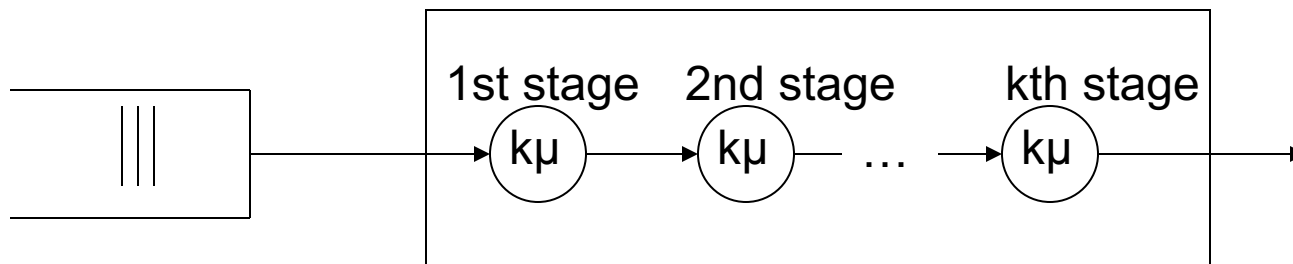 1st stage 2nd stage kth stage
kµ kµ … kµ